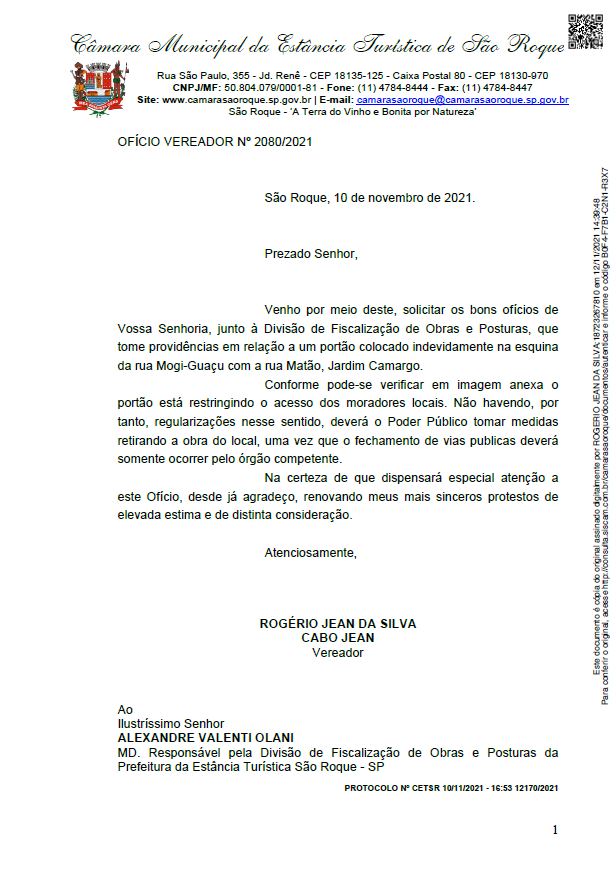 Câmara Municipal da Estância Turística de São Roque
Rua São Paulo, 355 - Jd. Renê - CEP 18135-125 - Caixa Postal 80 - CEP 18130-970
CNPJ/MF: 50.804.079/0001-81 - Fone: (11) 4784-8444 - Fax: (11) 4784-8447
Site: www.camarasaoroque.sp.gov.br | E-mail: camarasaoroque@camarasaoroque.sp.gov.br
São Roque - 'A Terra do Vinho e Bonita por Natureza'
OFÍCIO VEREADOR Nº 2080/2021
São Roque, 10 de novembro de 2021.
Prezado Senhor,
Venho por meio deste, solicitar os bons ofícios de
Vossa Senhoria, junto à Divisão de Fiscalização de Obras e Posturas, que
tome providências em relação a um portão colocado indevidamente na esquina
da rua Mogi-Guaçu com a rua Matão, Jardim Camargo.
Conforme pode-se verificar em imagem anexa o
portão está restringindo o acesso dos moradores locais. Não havendo, por
tanto, regularizações nesse sentido, deverá o Poder Público tomar medidas
retirando a obra do local, uma vez que o fechamento de vias publicas deverá
somente ocorrer pelo órgão competente.
Na certeza de que dispensará especial atenção a
este Ofício, desde já agradeço, renovando meus mais sinceros protestos de
elevada estima e de distinta consideração.
Atenciosamente,
ROGÉRIO JEAN DA SILVA
CABO JEAN
Vereador
Ao
Ilustríssimo Senhor
ALEXANDRE VALENTI OLANI
MD. Responsável pela Divisão de Fiscalização de Obras e Posturas da
Prefeitura da Estância Turística São Roque - SP
PROTOCOLO Nº CETSR 10/11/2021 - 16:53 12170/2021
1
Este documento é cópia do original assinado digitalmente por ROGERIO JEAN DA SILVA:18723267810 em 12/11/2021 14:39:48
Para conferir o original, acesse http://consulta.siscam.com.br/camarasaoroque/documentos/autenticar e informe o código B0F4-F7B1-C2N1-R3X7